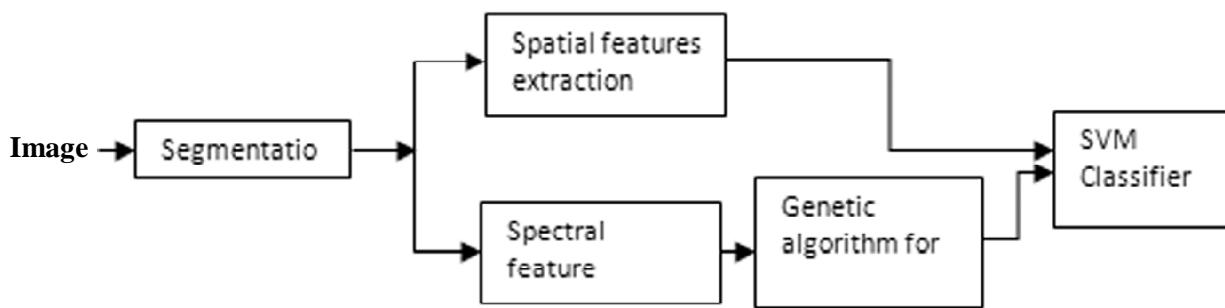 Image
Segmentatio
Spatial features
extraction
Spectral
feature
Genetic
algorithm for
SVM
Classifier